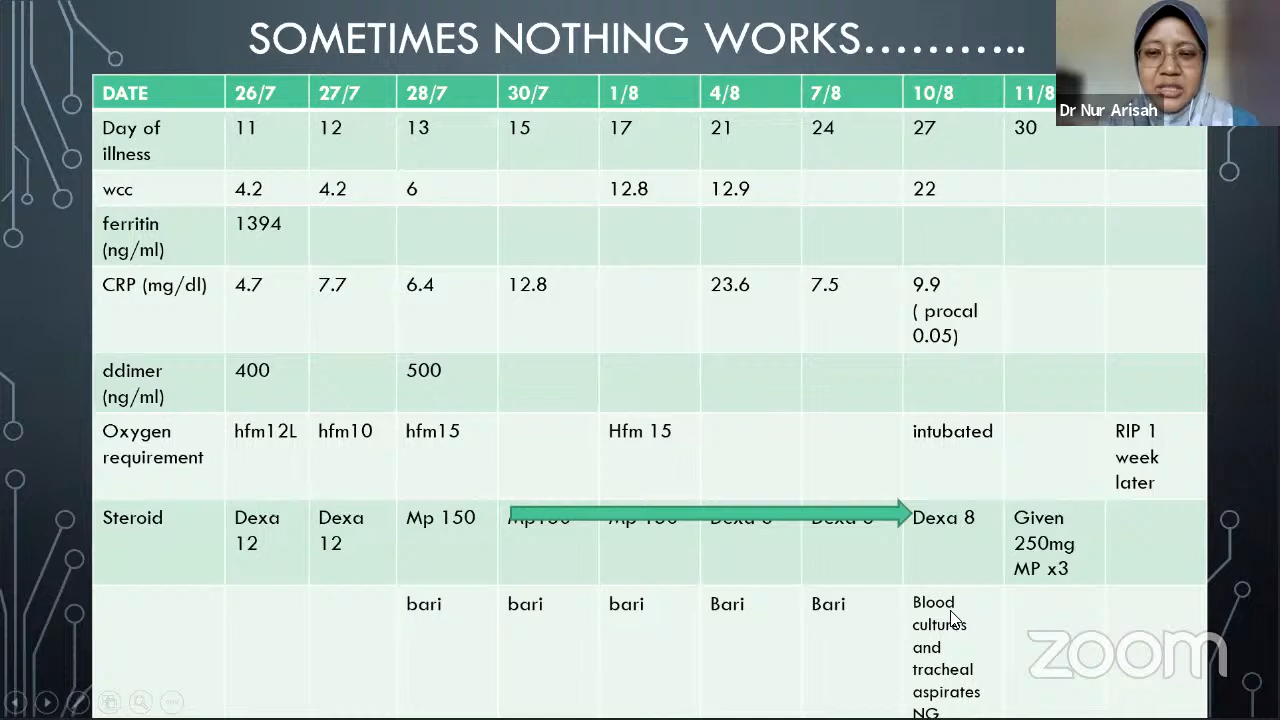 SOMETIMES NOTHING WORKS………..
DATE 26/7 27/7 28/7 30/7 1/8 4/8 7/8 10/8 11/8
Dr Nur Arisah
Day of illness 11 12 13 15 17 21 24 27 30
wcc 4.2 4.2 6 12.8 12.9 22
ferritin (ng/ml) 1394
CRP (mg/dl) 4.7 7.7 6.4 12.8 23.6 7.5 9.9 ( procal 0.05)
ddimer (ng/ml) 400 500
Oxygen requirement hfm12L hfm10 hfm15 Hfm 15 intubated RIP 1 week later
Steroid Dexa 12 Dexa 12 Mp 150 Dexa 8 Given 250mg MP x3
bari bari bari Bari Bari Blood cultures and tracheal aspirates NG
zoom